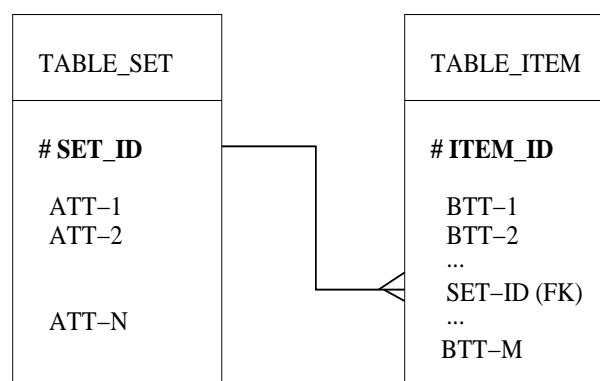 TABLE_SET
# SET_ID
ATT–1
ATT–2
ATT–N
TABLE_ITEM
# ITEM_ID
BTT–1
BTT–2
...
SET–ID (FK)
...
BTT–M